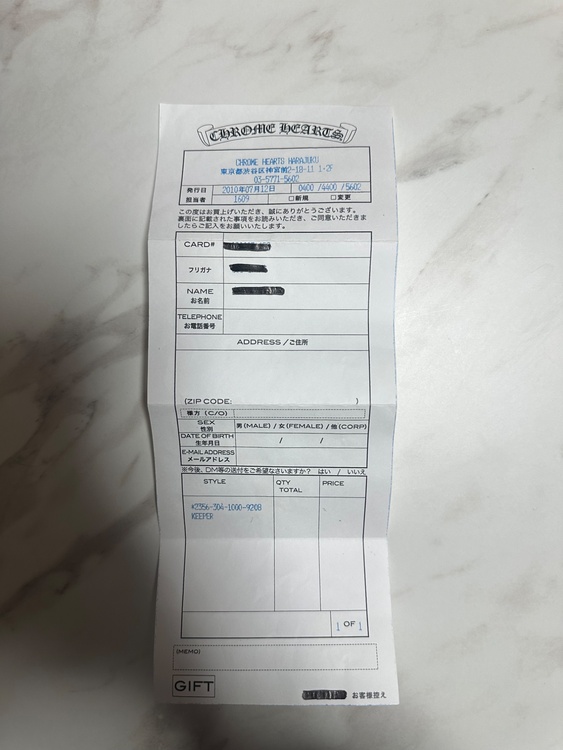 CHROME HEARTS
CHROME HEARTS HARAJUKU
東京都渋谷区神宮前2-18-11 1-2F
03-5771-5602
発行日 2010年07月12日 0400 /4400 /5602
担当者 1609 □新規 □変更
この度はお買上げいただき、誠にありがとうございます。
裏面に記載された事項をお読みいただき、ご同意いただきま
したらご記入をお願いいたします。
CARD#
フリガナ
NAME
お名前
TELEPHONE
お電話番号
ADDRESS /ご住所
(ZIP CODE: )
様方 (C/O)
SEX
性別
男(MALE) / 女(FEMALE) / 他(CORP)
DATE OF BIRTH
生年月日
/ /
E-MAIL ADDRESS
メールアドレス
※今後、DM等の送付をご希望なさいますか? はい / いいえ
STYLE QTY TOTAL PRICE
K2356-304-1000-9208
KEEPER
1 OF 1
(MEMO)
GIFT
お客様控え